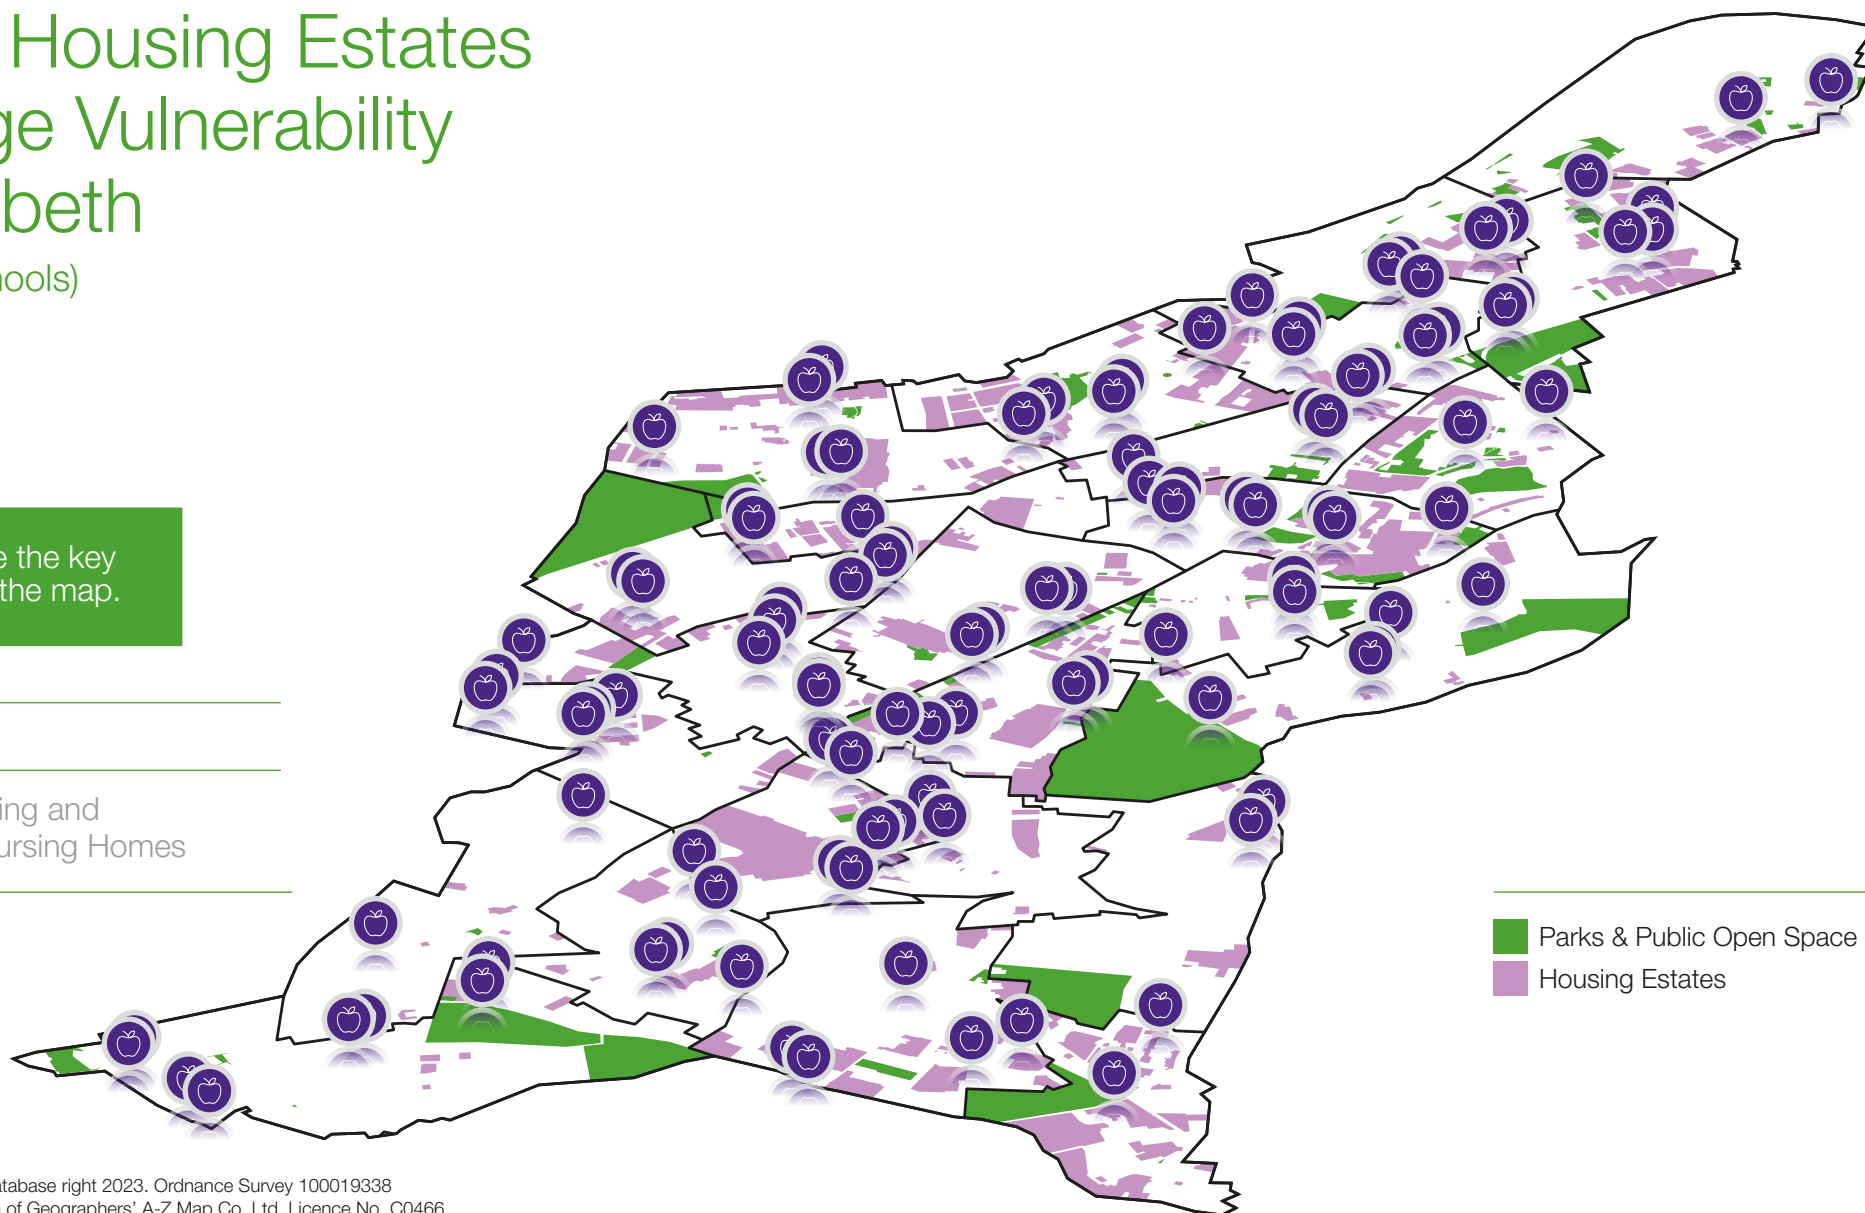 Housing Estates
ge Vulnerability
beth
nools)
e the key
the map.
ing and
ursing Homes
Parks & Public Open Space
Housing Estates
atabase right 2023. Ordnance Survey 100019338
of Geographers' A-Z Map Co. Ltd. Licence No. C0466